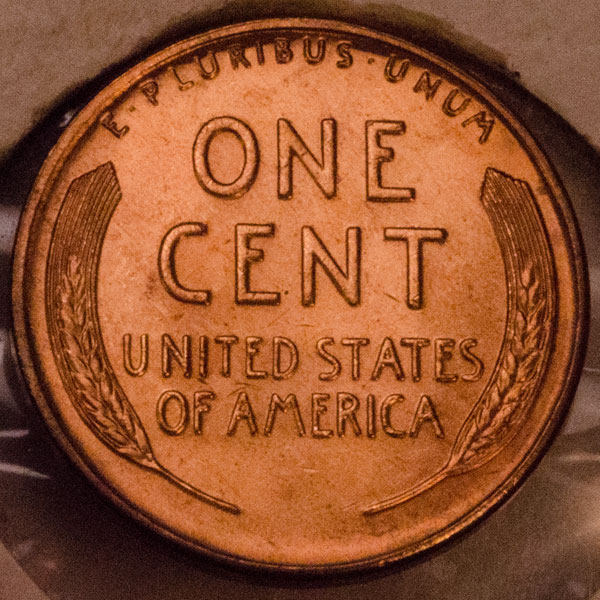 E·PLURIBUS·UNUM
ONE
CENT
UNITED STATES
OF AMERICA